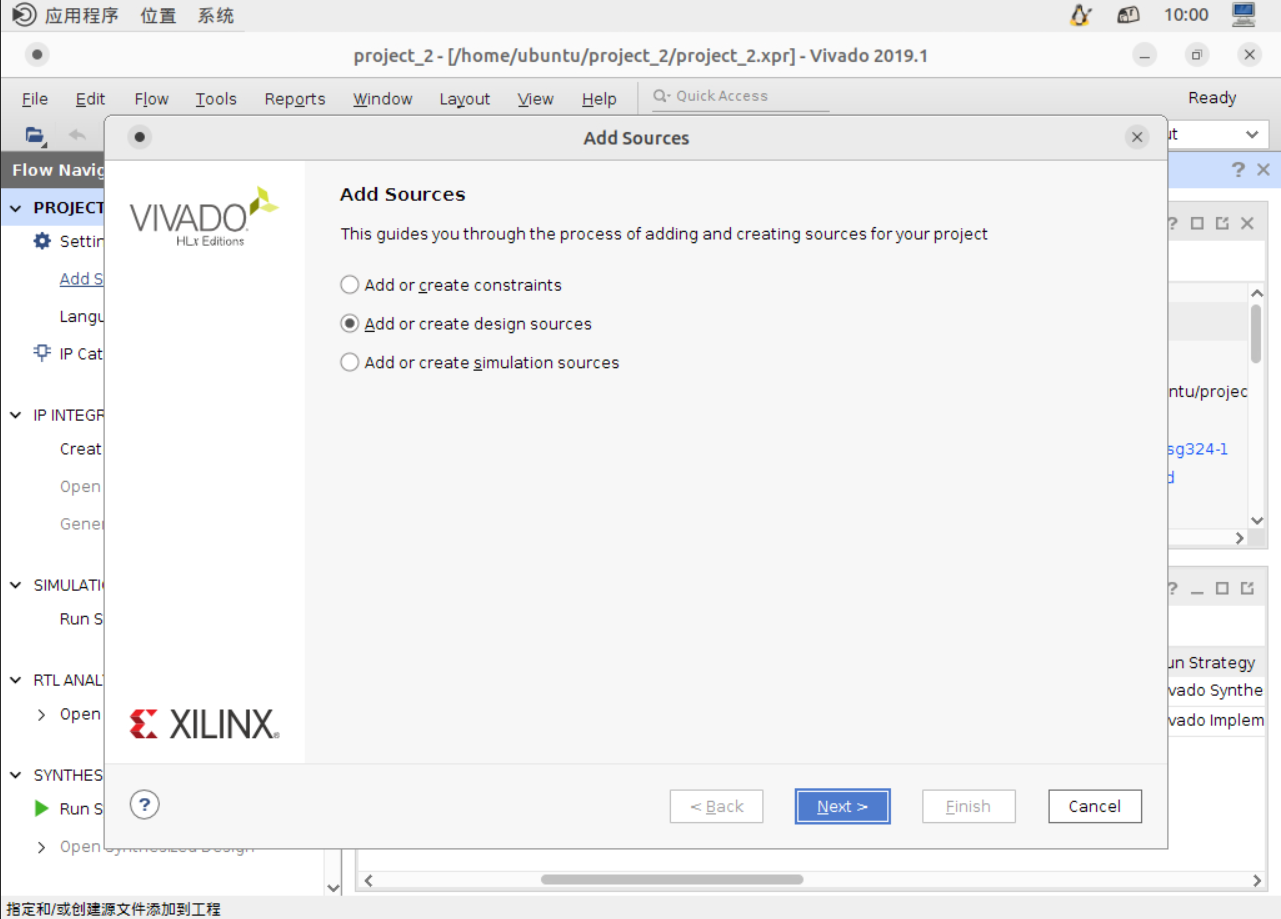 应用程序 位置 系统 10:00
project_2 - [/home/ubuntu/project_2/project_2.xpr] - Vivado 2019.1
File Edit Flow Tools Reports Window Layout View Help Quick Access Ready
Add Sources
Flow Navig
PROJECT
Settin
Add S
Langu
IP Cat
IP INTEGR
Creat
Open
Gener
SIMULATI
Run S
RTL ANAL
Open
SYNTHES
Run S
Open Synthesized Design
VIVADO
HLx Editions
XILINX
Add Sources
This guides you through the process of adding and creating sources for your project
Add or create constraints
Add or create design sources
Add or create simulation sources
? < Back Next > Finish Cancel
ut
ntu/projec
sg324-1
d
un Strategy
vado Synthe
vado Implem
指定和/或创建源文件添加到工程